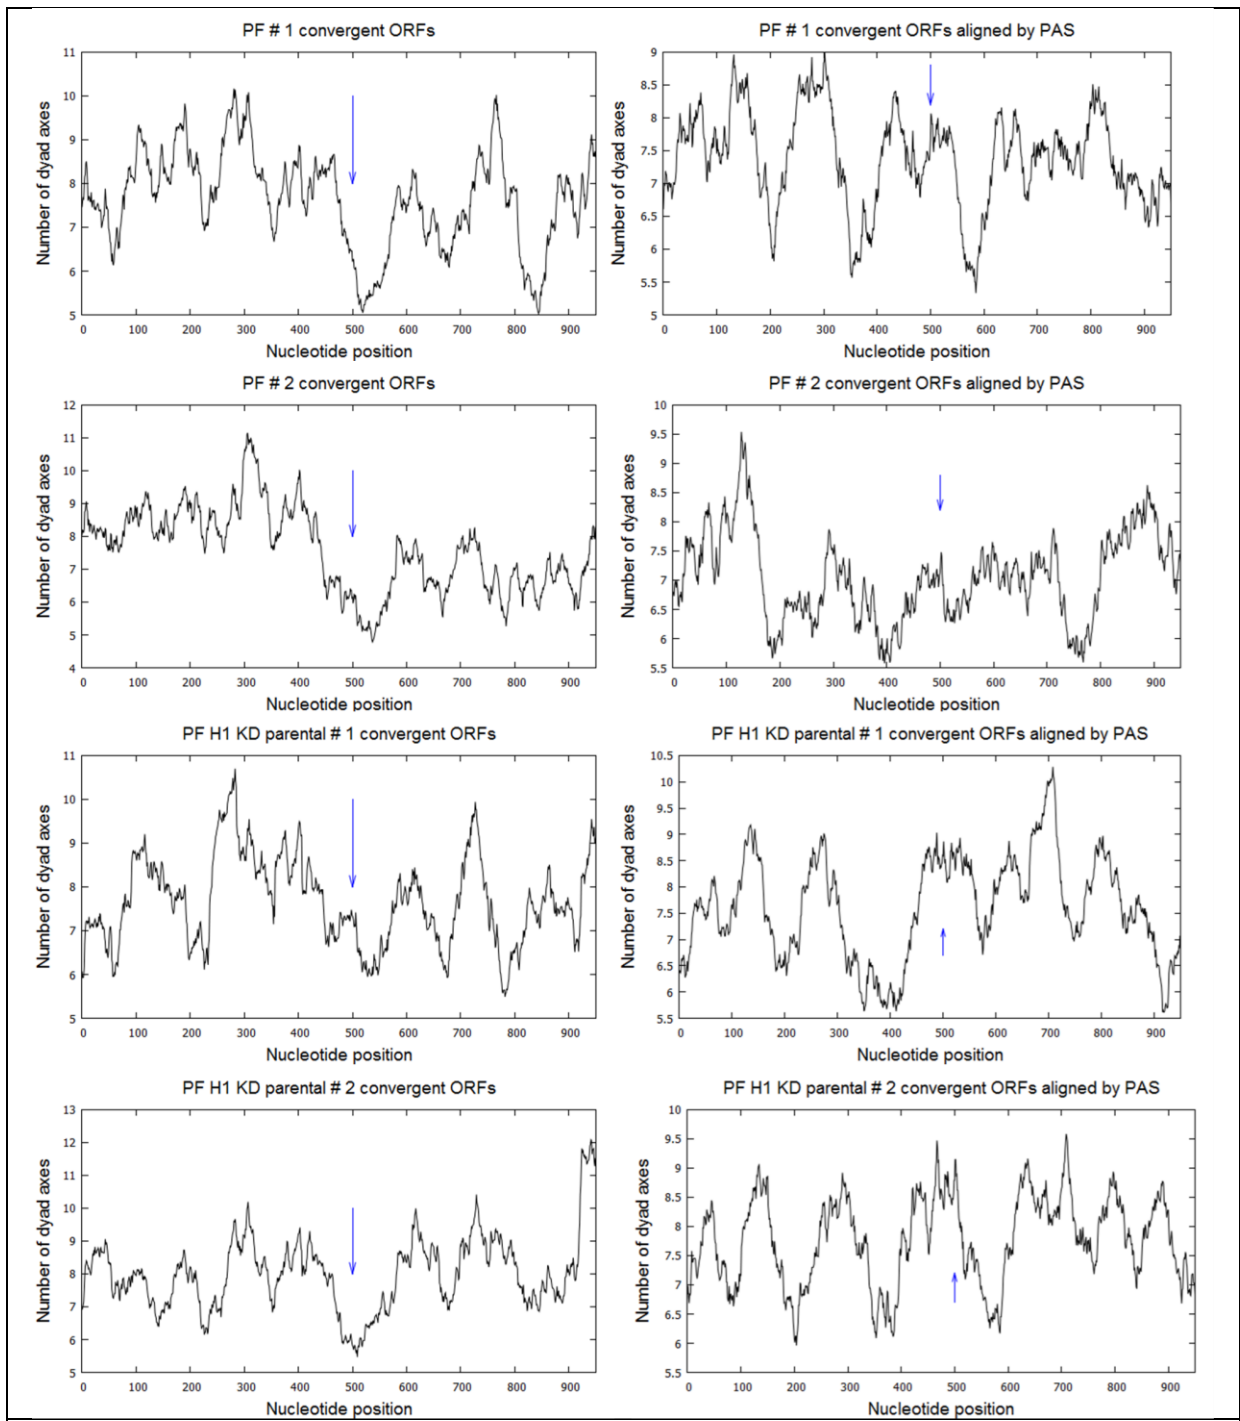 PF # 1 convergent ORFs
11
10
9
8
7
6
5
Number of dyad axes
0 100 200 300 400 500 600 700 800 900
Nucleotide position
PF # 1 convergent ORFs aligned by PAS
9
8.5
8
7.5
7
6.5
6
5.5
5
Number of dyad axes
0 100 200 300 400 500 600 700 800 900
Nucleotide position
PF # 2 convergent ORFs
12
11
10
9
8
7
6
5
4
Number of dyad axes
0 100 200 300 400 500 600 700 800 900
Nucleotide position
PF # 2 convergent ORFs aligned by PAS
10
9.5
9
8.5
8
7.5
7
6.5
6
5.5
Number of dyad axes
0 100 200 300 400 500 600 700 800 900
Nucleotide position
PF H1 KD parental # 1 convergent ORFs
11
10
9
8
7
6
5
Number of dyad axes
0 100 200 300 400 500 600 700 800 900
Nucleotide position
PF H1 KD parental # 1 convergent ORFs aligned by PAS
10.5
10
9.5
9
8.5
8
7.5
7
6.5
6
5.5
Number of dyad axes
0 100 200 300 400 500 600 700 800 900
Nucleotide position
PF H1 KD parental # 2 convergent ORFs
13
12
11
10
9
8
7
6
5
Number of dyad axes
0 100 200 300 400 500 600 700 800 900
Nucleotide position
PF H1 KD parental # 2 convergent ORFs aligned by PAS
10
9.5
9
8.5
8
7.5
7
6.5
6
5.5
Number of dyad axes
0 100 200 300 400 500 600 700 800 900
Nucleotide position